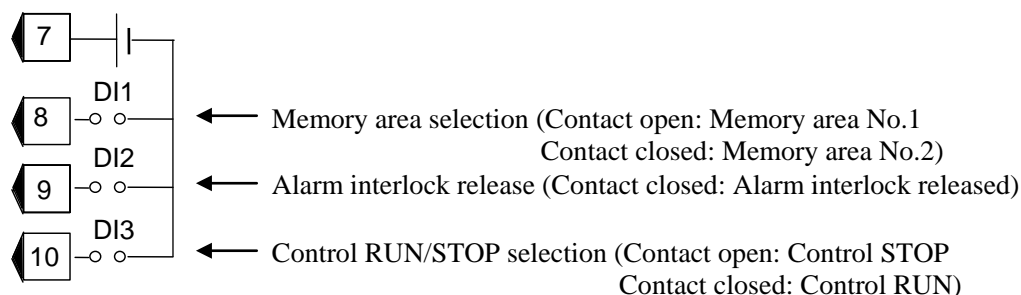 7
DI1
8
Memory area selection (Contact open: Memory area No.1
Contact closed: Memory area No.2)
DI2
9
Alarm interlock release (Contact closed: Alarm interlock released)
DI3
10
Control RUN/STOP selection (Contact open: Control STOP
Contact closed: Control RUN)